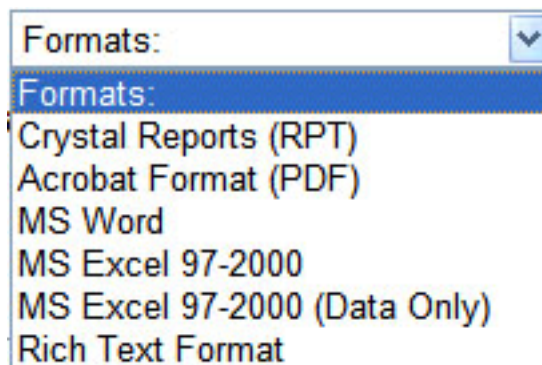 Formats:
Formats:
Crystal Reports (RPT)
Acrobat Format (PDF)
MS Word
MS Excel 97-2000
MS Excel 97-2000 (Data Only)
Rich Text Format